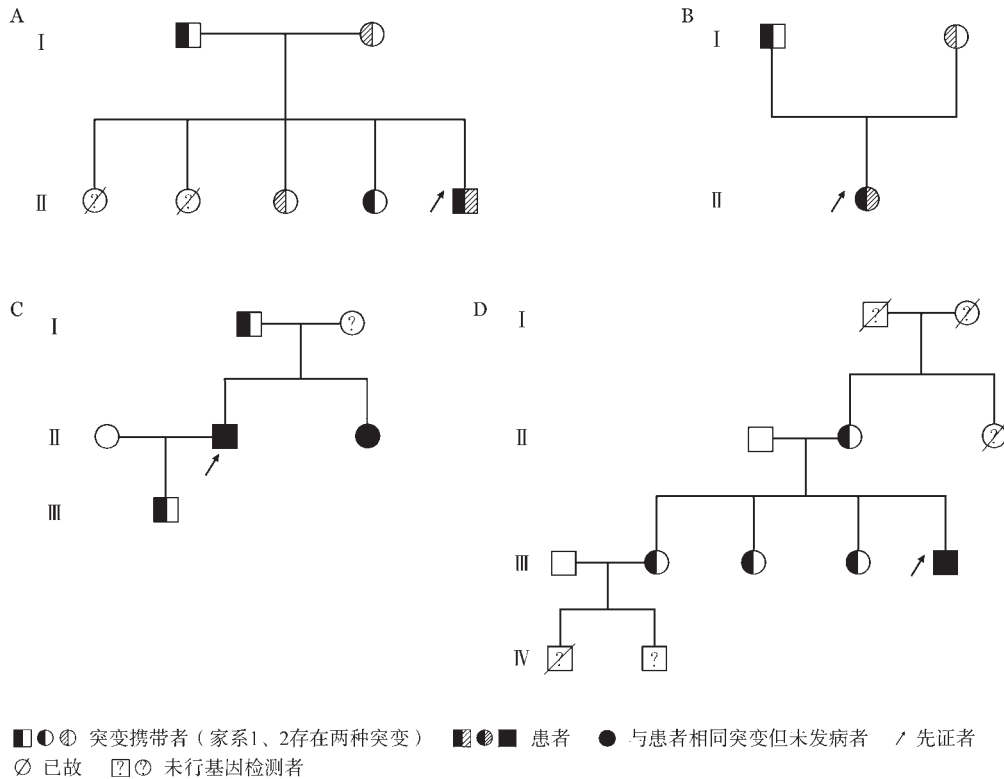 A
B
I
I
?
?
II
II
C
D
I
?
I
?
?
II
II
?
III
III
IV
?
?
突变携带者（家系1、2存在两种突变）
患者
与患者相同突变但未发病者
先证者
已故
? ?
未行基因检测者